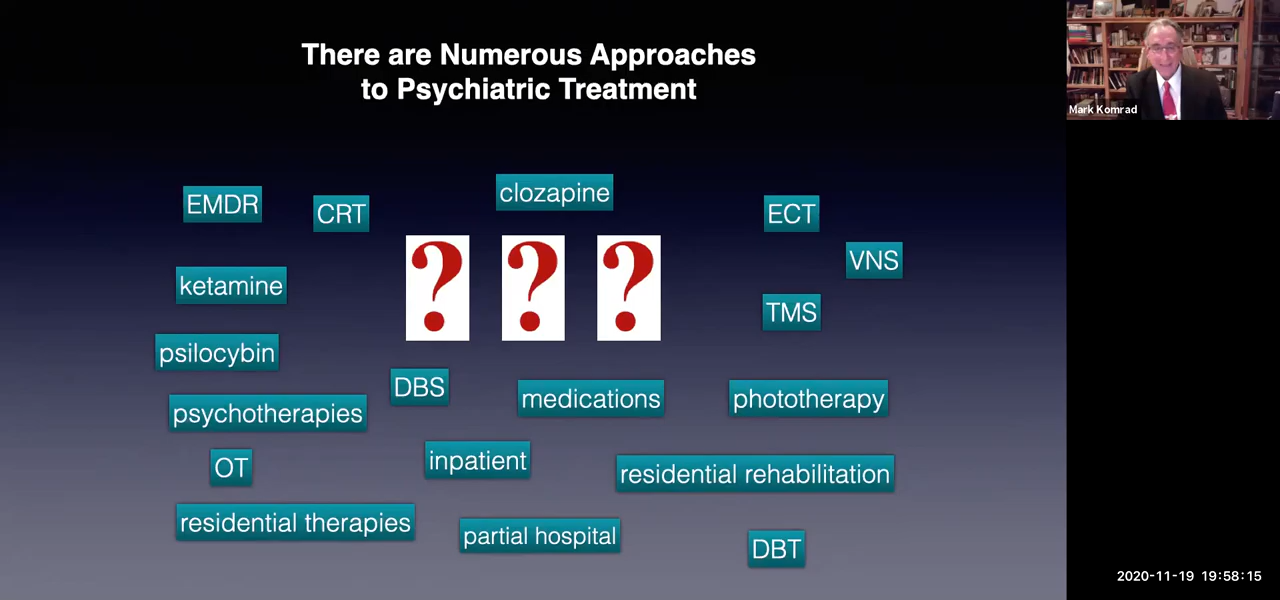 There are Numerous Approaches
to Psychiatric Treatment
Mark Komrad
clozapine
EMDR
CRT
ECT
VNS
ketamine
? ? ?
TMS
psilocybin
DBS
medications
phototherapy
psychotherapies
OT
inpatient
residential rehabilitation
residential therapies
partial hospital
DBT
2020-11-19 19:58:15